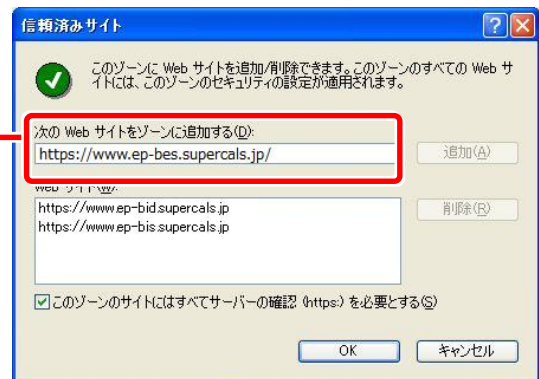 信頼済みサイト
このゾーンに Web サイトを追加/削除できます。このゾーンのすべての Web サ
イトには、このゾーンのセキュリティの設定が適用されます。
次の Web サイトをゾーンに追加する(D):
https://www.ep-bes.supercals.jp/
追加(A)
Web サイト(W):
https://www.ep-bid.supercals.jp
https://www.ep-bis.supercals.jp
削除(R)
このゾーンのサイトにはすべてサーバーの確認 (https:) を必要とする(S)
OK
キャンセル